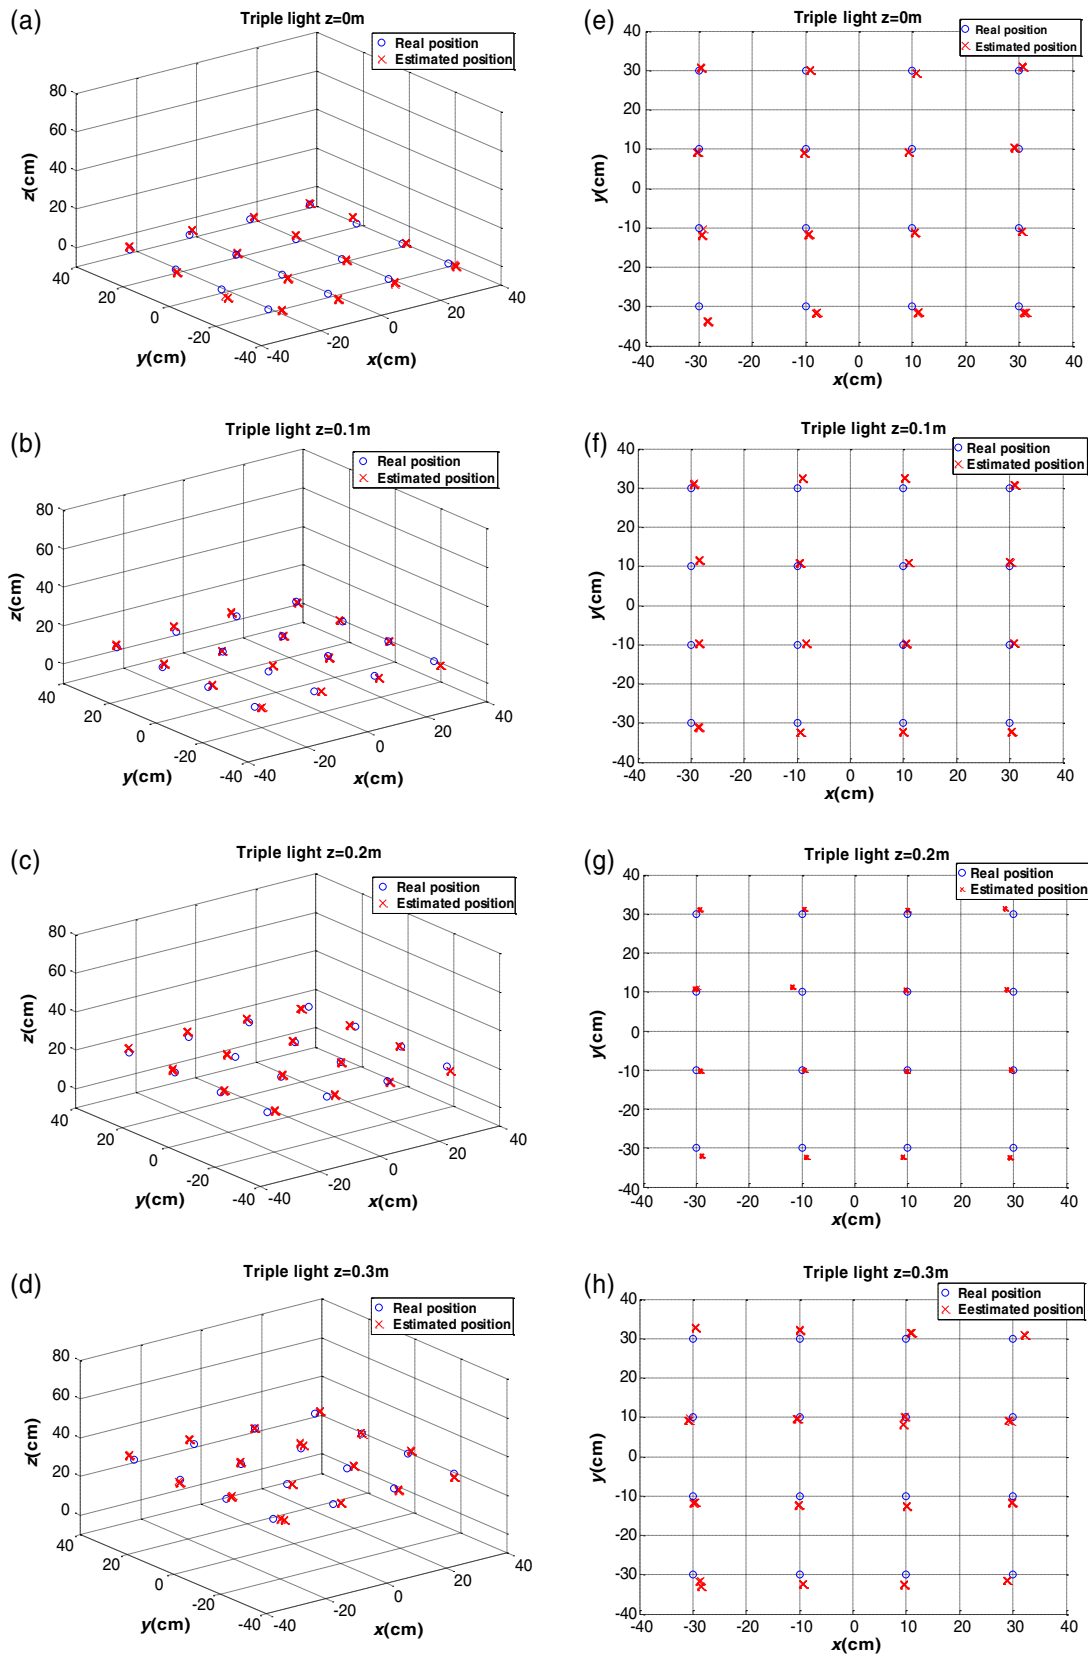 (a)
Triple light z=0m
Real position
Estimated position
80
60
40
20
0
z(cm)
40
20
0
-20
-40
y(cm)
-40
-20
0
20
40
x(cm)
(e)
Triple light z=0m
Real position
Estimated position
40
30
20
10
0
-10
-20
-30
-40
y(cm)
-40 -30 -20 -10 0 10 20 30 40
x(cm)
(b)
Triple light z=0.1m
Real position
Estimated position
80
60
40
20
0
z(cm)
40
20
0
-20
-40
y(cm)
-40
-20
0
20
40
x(cm)
(f)
Triple light z=0.1m
Real position
Estimated position
40
30
20
10
0
-10
-20
-30
-40
y(cm)
-40 -30 -20 -10 0 10 20 30 40
x(cm)
(c)
Triple light z=0.2m
Real position
Estimated position
80
60
40
20
0
z(cm)
40
20
0
-20
-40
y(cm)
-40
-20
0
20
40
x(cm)
(g)
Triple light z=0.2m
Real position
Estimated position
40
30
20
10
0
-10
-20
-30
-40
y(cm)
-40 -30 -20 -10 0 10 20 30 40
x(cm)
(d)
Triple light z=0.3m
Real position
Estimated position
80
60
40
20
0
z(cm)
40
20
0
-20
-40
y(cm)
-40
-20
0
20
40
x(cm)
(h)
Triple light z=0.3m
Real position
Eestimated position
40
30
20
10
0
-10
-20
-30
-40
y(cm)
-40 -30 -20 -10 0 10 20 30 40
x(cm)